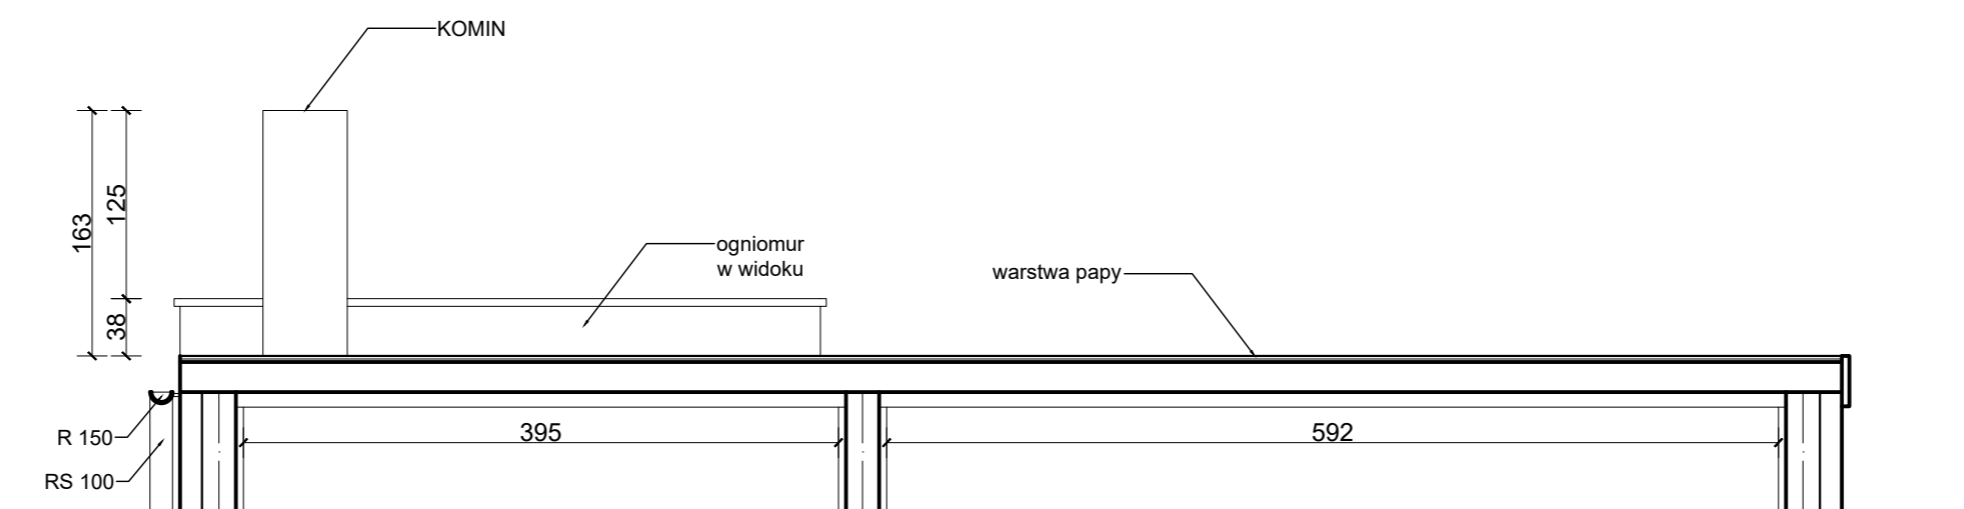 KOMIN
163
125
38
ogniomur
w widoku
warstwa papy
395
592
R 150
RS 100